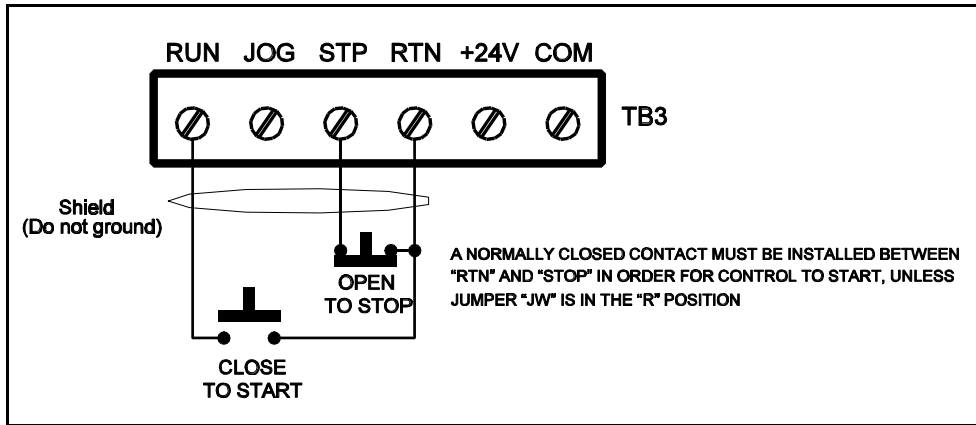 RUN JOG STP RTN +24V COM
TB3
Shield
(Do not ground)
OPEN
TO STOP
A NORMALLY CLOSED CONTACT MUST BE INSTALLED BETWEEN
"RTN" AND "STOP" IN ORDER FOR CONTROL TO START, UNLESS
JUMPER "JW" IS IN THE "R" POSITION
CLOSE
TO START